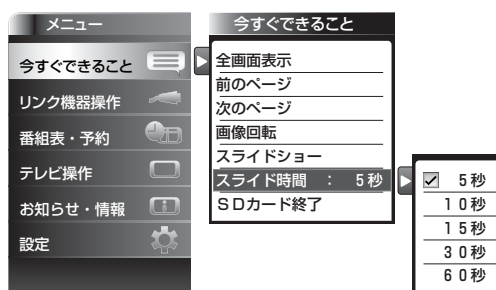 メニュー
今すぐできること
リンク機器操作
番組表・予約
テレビ操作
お知らせ・情報
設定
今すぐできること
全画面表示
前のページ
次のページ
画像回転
スライドショー
スライド時間 ： 5秒
ＳＤカード終了
5秒
10秒
15秒
30秒
60秒